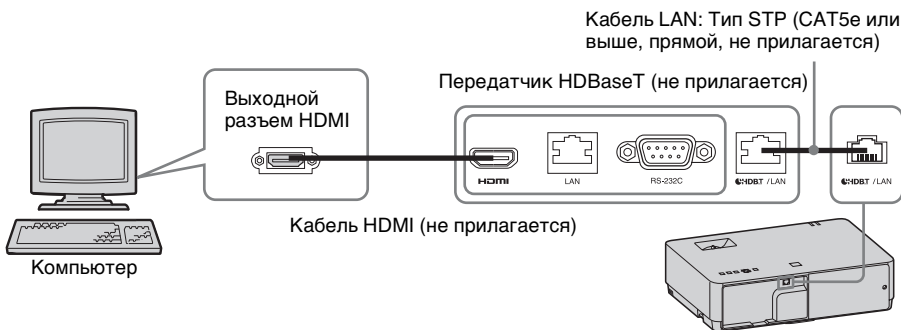 Кабель LAN: Тип STP (CAT5e или
выше, прямой, не прилагается)
Передатчик HDBaseT (не прилагается)
Выходной
разъем HDMI
HDMI
LAN
RS-232C
HDBT / LAN
HDBT / LAN
Кабель HDMI (не прилагается)
Компьютер